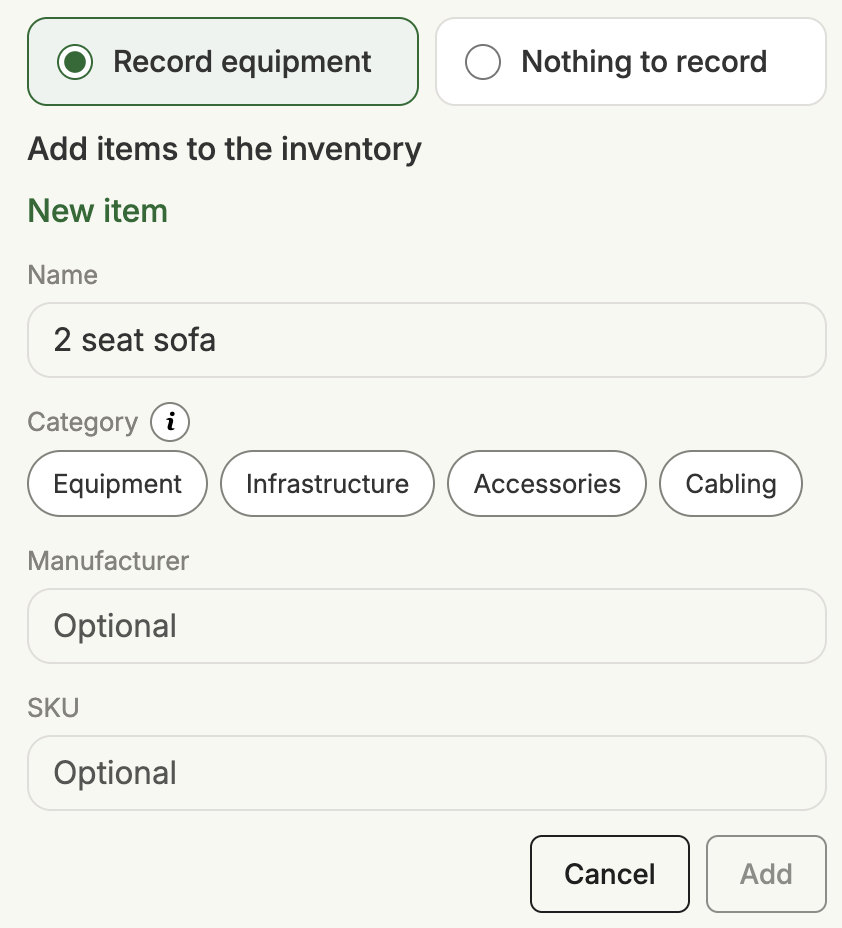 Record equipment
Nothing to record
Add items to the inventory
New item
Name
2 seat sofa
Category i
Equipment Infrastructure Accessories Cabling
Manufacturer
Optional
SKU
Optional
Cancel Add